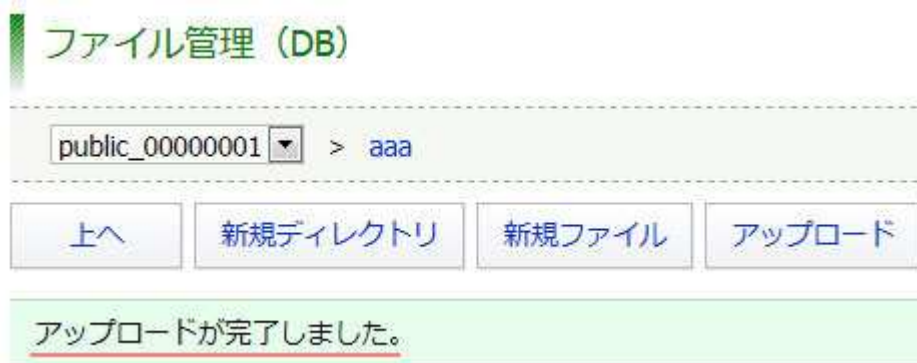 ファイル管理（DB）
public_00000001 > aaa
上へ 新規ディレクトリ 新規ファイル アップロード
アップロードが完了しました。